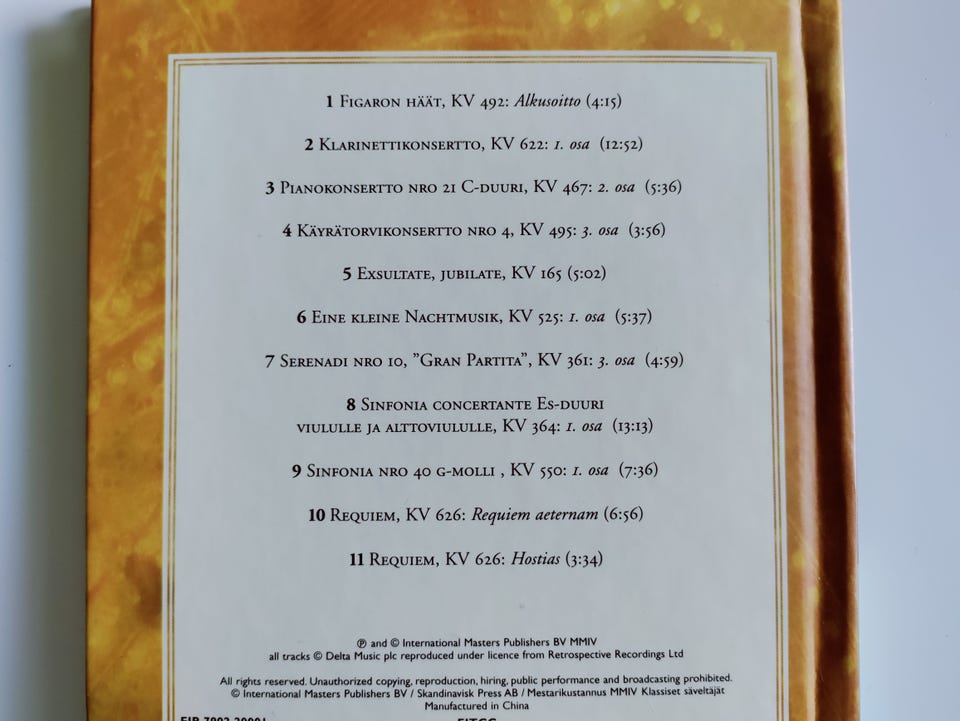 1 Figaron häät, KV 492: Alkusoitto (4:15)
2 Klarinettikonsertto, KV 622: 1. osa (12:52)
3 Pianokonsertto nro 21 C-duuri, KV 467: 2. osa (5:36)
4 Käyrätorvikonsertto nro 4, KV 495: 3. osa (3:56)
5 Exsultate, jubilate, KV 165 (5:02)
6 Eine kleine Nachtmusik, KV 525: 1. osa (5:37)
7 Serenadi nro 10, ”Gran Partita”, KV 361: 3. osa (4:59)
8 Sinfonia concertante Es-duuri
viululle ja alttoviululle, KV 364: 1. osa (13:13)
9 Sinfonia nro 40 g-molli , KV 550: 1. osa (7:36)
10 Requiem, KV 626: Requiem aeternam (6:56)
11 Requiem, KV 626: Hostias (3:34)
℗ and © International Masters Publishers BV MMIV
all tracks © Delta Music plc reproduced under licence from Retrospective Recordings Ltd
All rights reserved. Unauthorized copying, reproduction, hiring, public performance and broadcasting prohibited.
© International Masters Publishers BV / Skandinavisk Press AB / Mestarikustannus MMIV Klassiset säveltäjät
Manufactured in China